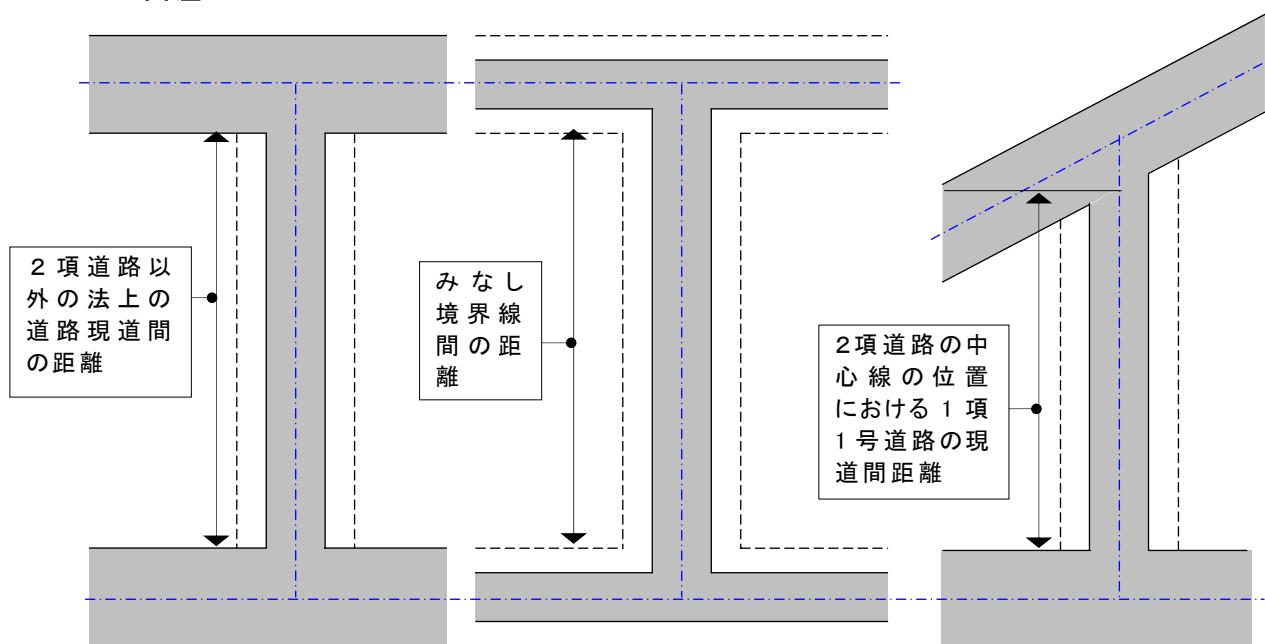 ２項道路以
外の法上の
道路現道間
の距離
みなし
境界線
間の距
離
２項道路の中
心線の位置
における１項
１号道路の現
道間距離